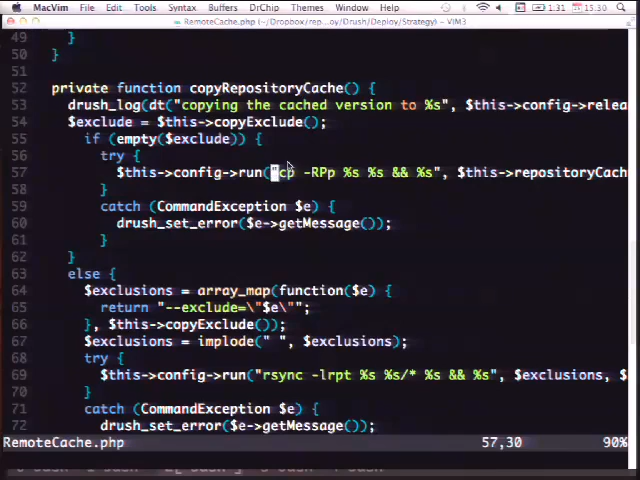 MacVim File Edit Tools Syntax Buffers DrChip Themes Window Help 1:31 15:30
RemoteCache.php (~/Dropbox/rep...oy/Drush/Deploy/Strategy) – VIM3
49 }
50 }
51
52 private function copyRepositoryCache() {
53 drush_log(dt("copying the cached version to %s", $this->config->relea
54 $exclude = $this->copyExclude();
55 if (empty($exclude)) {
56 try {
57 $this->config->run("cp -RPp %s %s && %s", $this->repositoryCach
58 }
59 catch (CommandException $e) {
60 drush_set_error($e->getMessage());
61 }
62 }
63 else {
64 $exclusions = array_map(function($e) {
65 return "--exclude=\"$e\"";
66 }, $this->copyExclude());
67 $exclusions = implode(" ", $exclusions);
68 try {
69 $this->config->run("rsync -lrpt %s %s/* %s && %s", $exclusions, $
70 }
71 catch (CommandException $e) {
72 drush_set_error($e->getMessage());
RemoteCache.php 57,30 90%